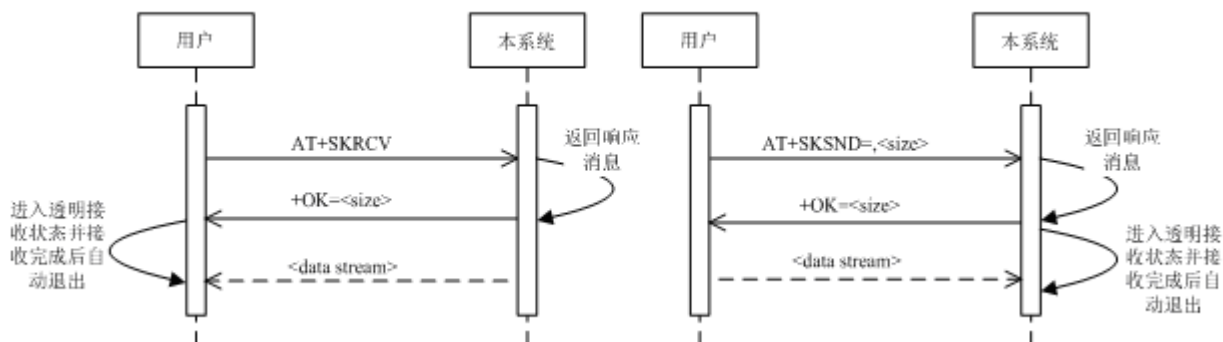 用户
本系统
AT+SKRCV
返回响应
消息
+OK=<size>
进入透明接
收状态并接
收完成后自
动退出
<data stream>
用户
本系统
AT+SKSND=,<size>
返回响应
消息
+OK=<size>
进入透明接
收状态并接
收完成后自
动退出
<data stream>